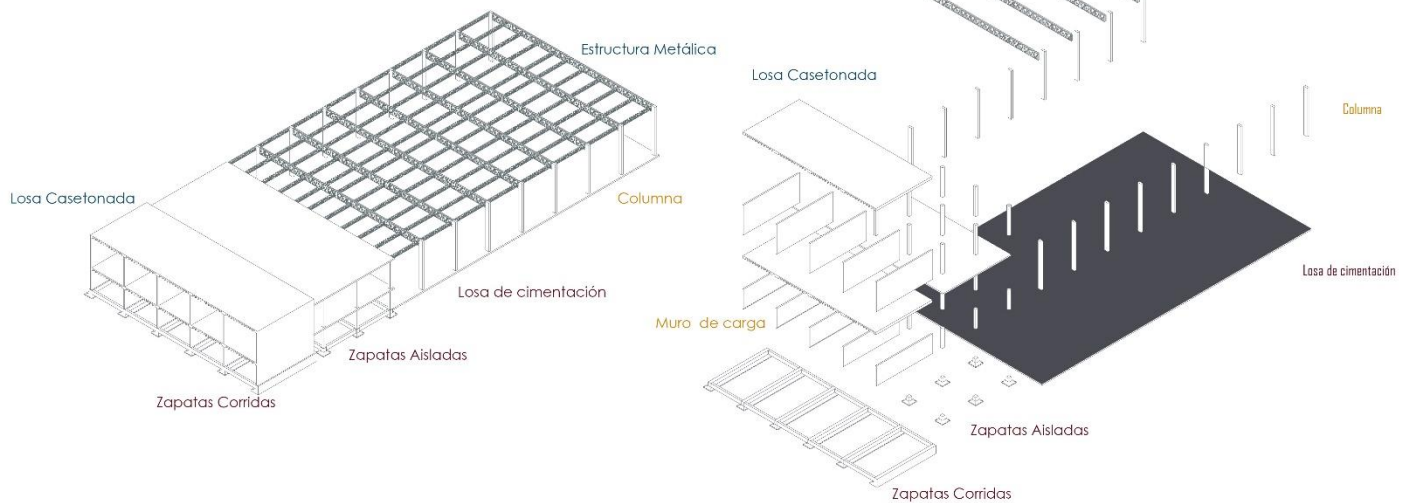 Estructura Metálica
Losa Casetonada
Columna
Losa de cimentación
Zapatas Aisladas
Zapatas Corridas
Losa Casetonada
Columna
Losa de cimentación
Muro de carga
Zapatas Aisladas
Zapatas Corridas